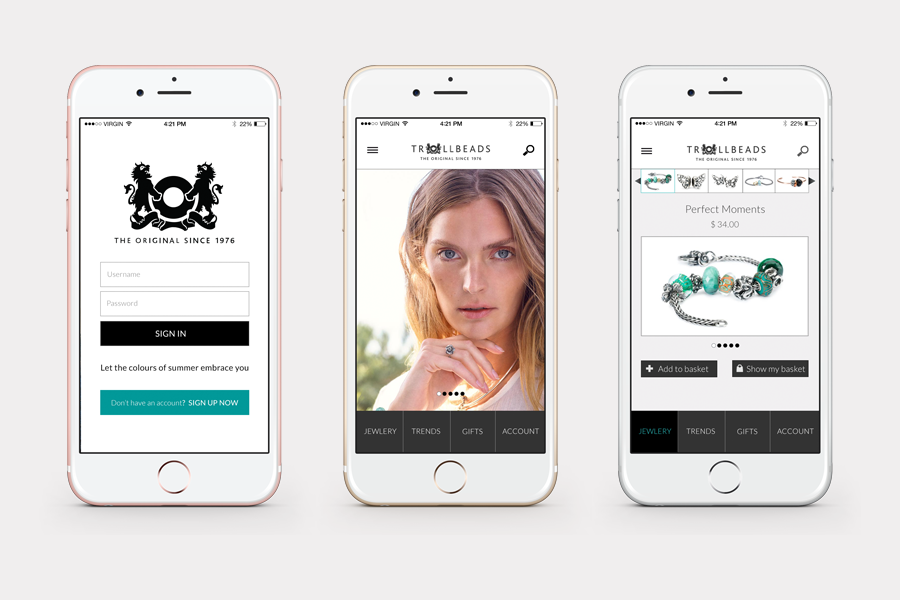 VIRGIN 4:21 PM 22%
THE ORIGINAL SINCE 1976
Username
Password
SIGN IN
Let the colours of summer embrace you
Don't have an account? SIGN UP NOW
VIRGIN 4:21 PM 22%
TROLLBEADS
THE ORIGINAL SINCE 1976
JEWLERY TRENDS GIFTS ACCOUNT
VIRGIN 4:21 PM 22%
TROLLBEADS
THE ORIGINAL SINCE 1976
Perfect Moments
$ 34.00
Add to basket Show my basket
JEWLERY TRENDS GIFTS ACCOUNT